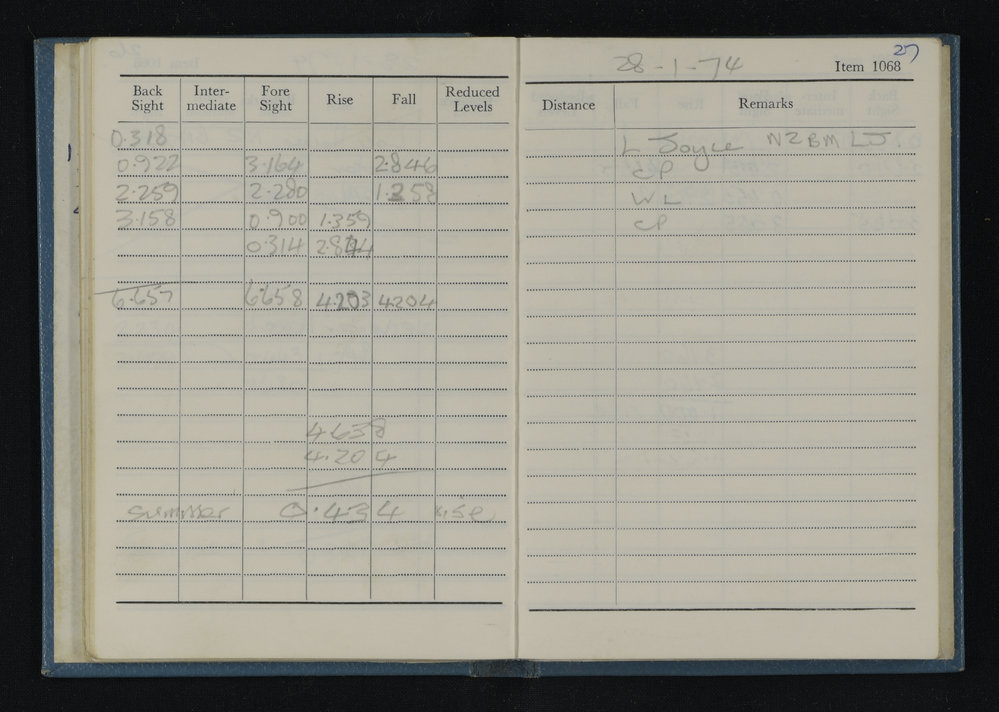 Back Sight Inter-mediate Fore Sight Rise Fall Reduced Levels
0.318
0.922 3.164 2.846
2.259 2.280 1.358
3.158 0.900 1.359
0.314 2.844
6.657 6.658 4.203 4.204
4.638
4.204
summer 0.434 rise
27
28-1-74 Item 1068
Distance Remarks
L Joyce NZBM LJ1
CP
WL
CP